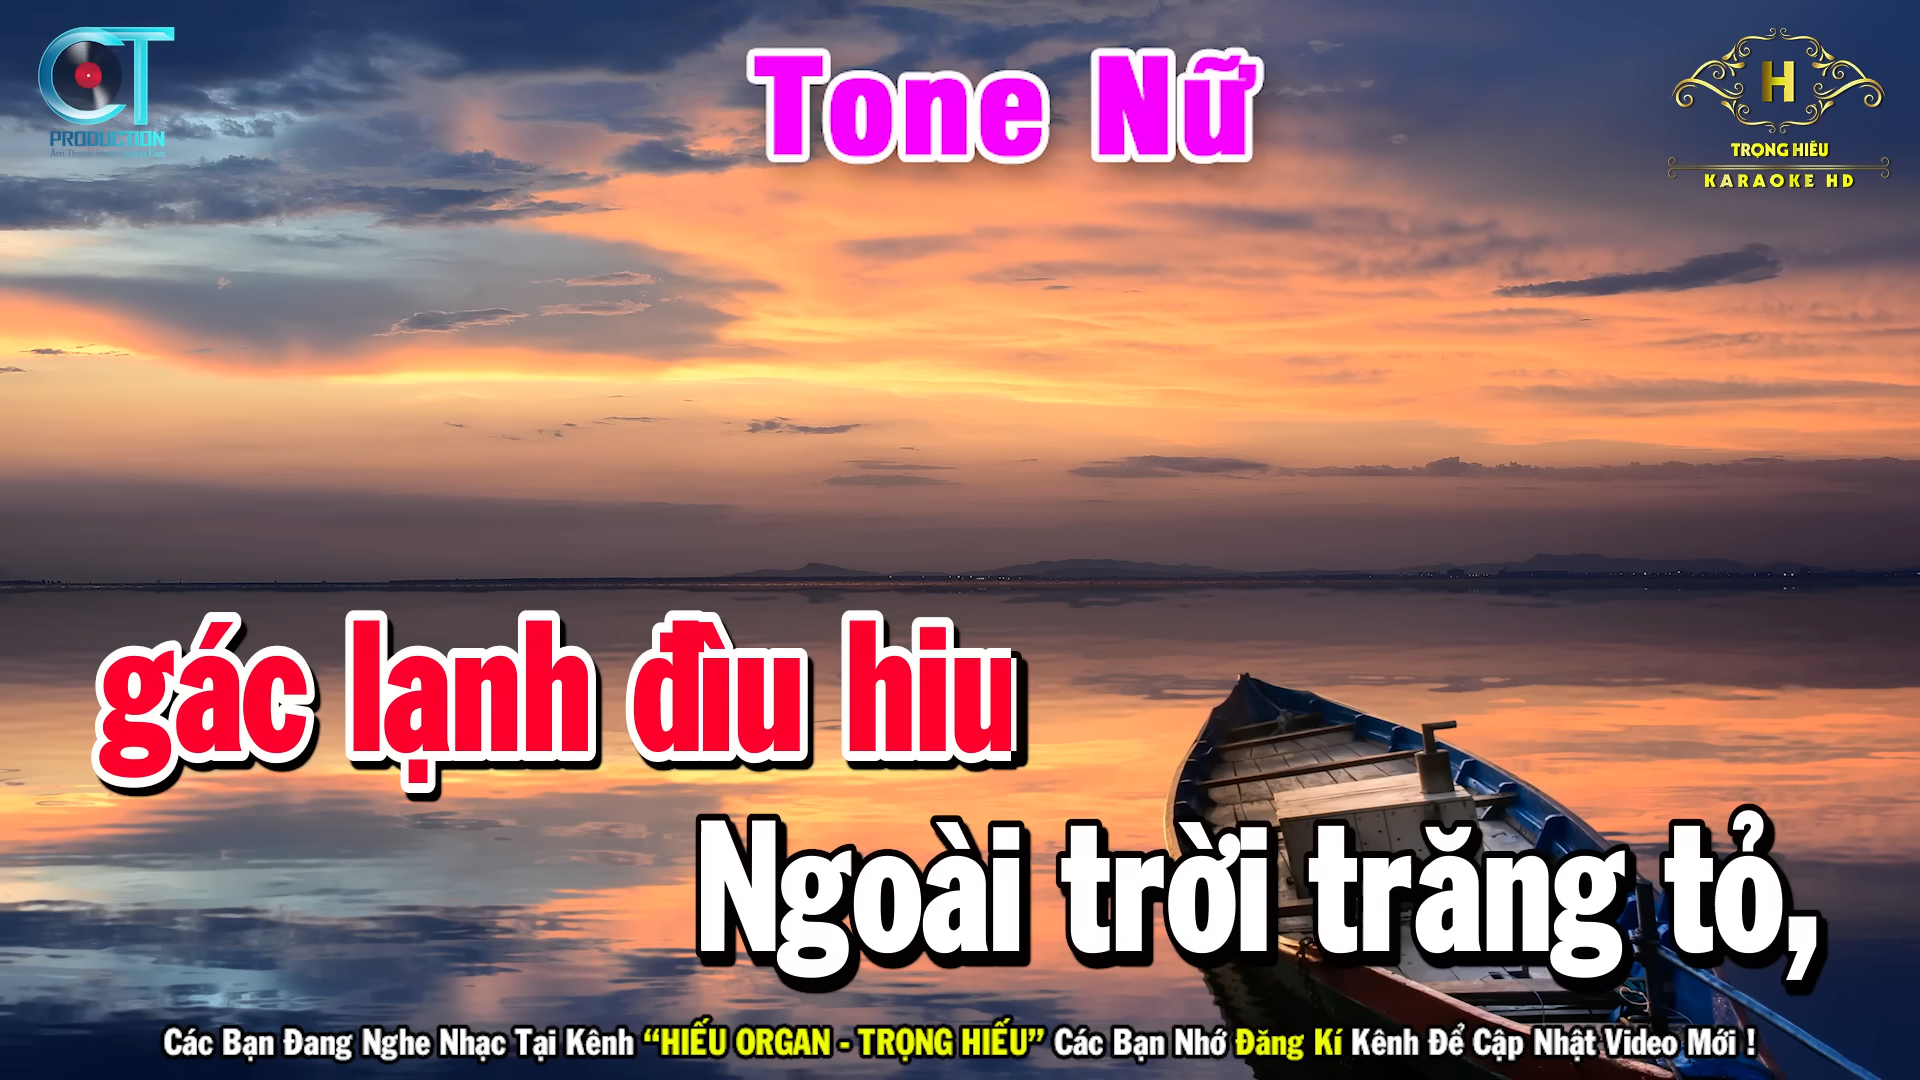 CT
PRODUCTION
Tone Nữ
H
TRỌNG HIẾU
KARAOKE HD
gác lạnh đìu hiu
Ngoài trời trăng tỏ,
Các Bạn Đang Nghe Nhạc Tại Kênh “HIẾU ORGAN - TRỌNG HIẾU” Các Bạn Nhớ Đăng Kí Kênh Để Cập Nhật Video Mới !